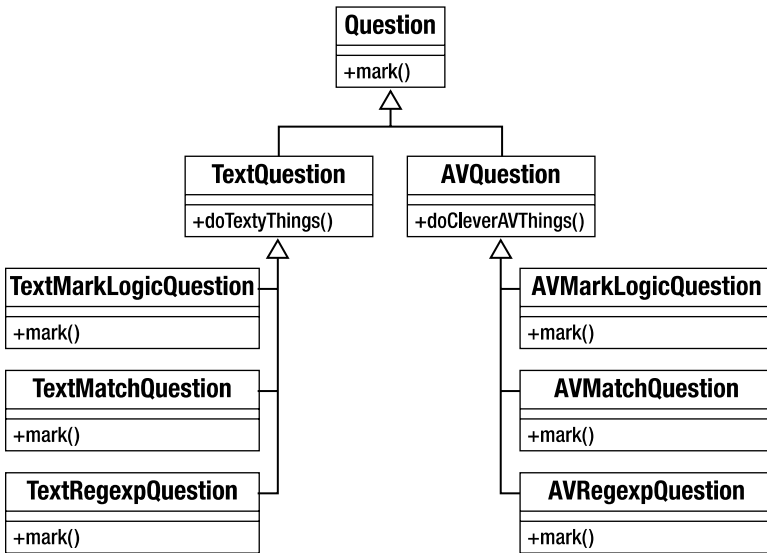 Question
+mark()
TextQuestion
+doTextyThings()
AVQuestion
+doCleverAVThings()
TextMarkLogicQuestion
+mark()
TextMatchQuestion
+mark()
TextRegexpQuestion
+mark()
AVMarkLogicQuestion
+mark()
AVMatchQuestion
+mark()
AVRegexpQuestion
+mark()